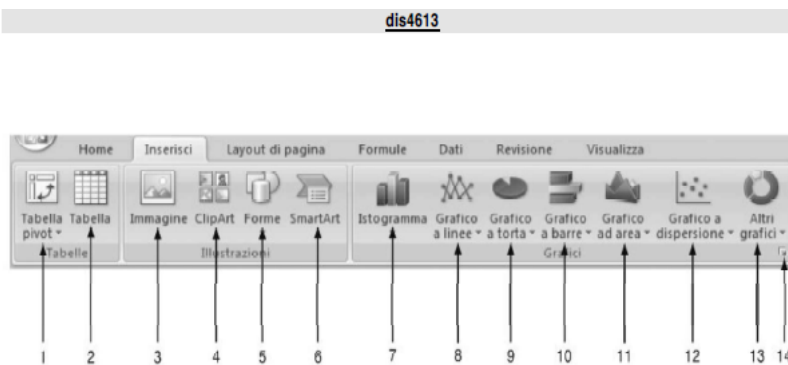 dis4613
Home Inserisci Layout di pagina Formule Dati Revisione Visualizza
Tabella Tabella Immagine ClipArt Forme SmartArt Istogramma Grafico Grafico Grafico Grafico Grafico a Altri
pivot a linee a torta a barre ad area dispersione grafici
Tabelle Illustrazioni Grafici
1 2 3 4 5 6 7 8 9 10 11 12 13 14